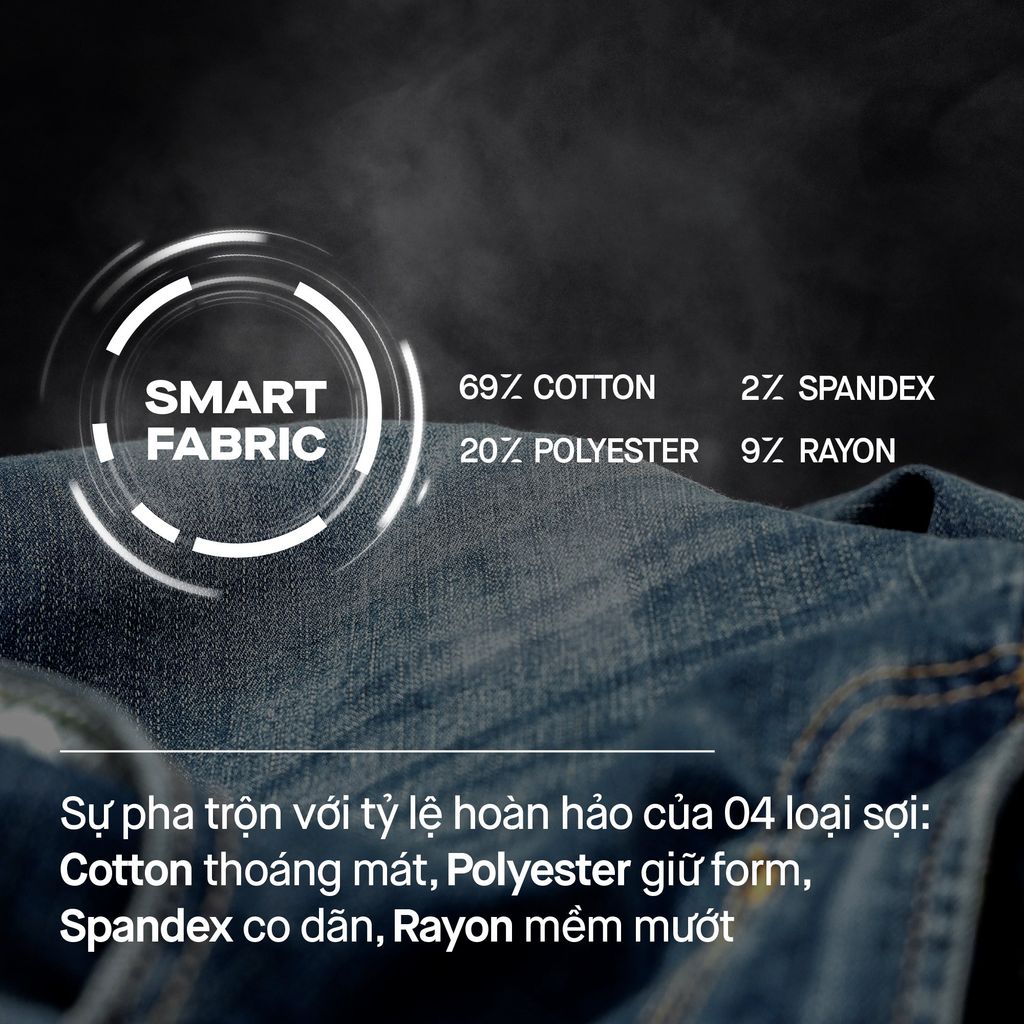 SMART
FABRIC
69% COTTON
2% SPANDEX
20% POLYESTER
9% RAYON
Sự pha trộn với tỷ lệ hoàn hảo của 04 loại sợi:
Cotton thoáng mát, Polyester giữ form,
Spandex co dãn, Rayon mềm mướt